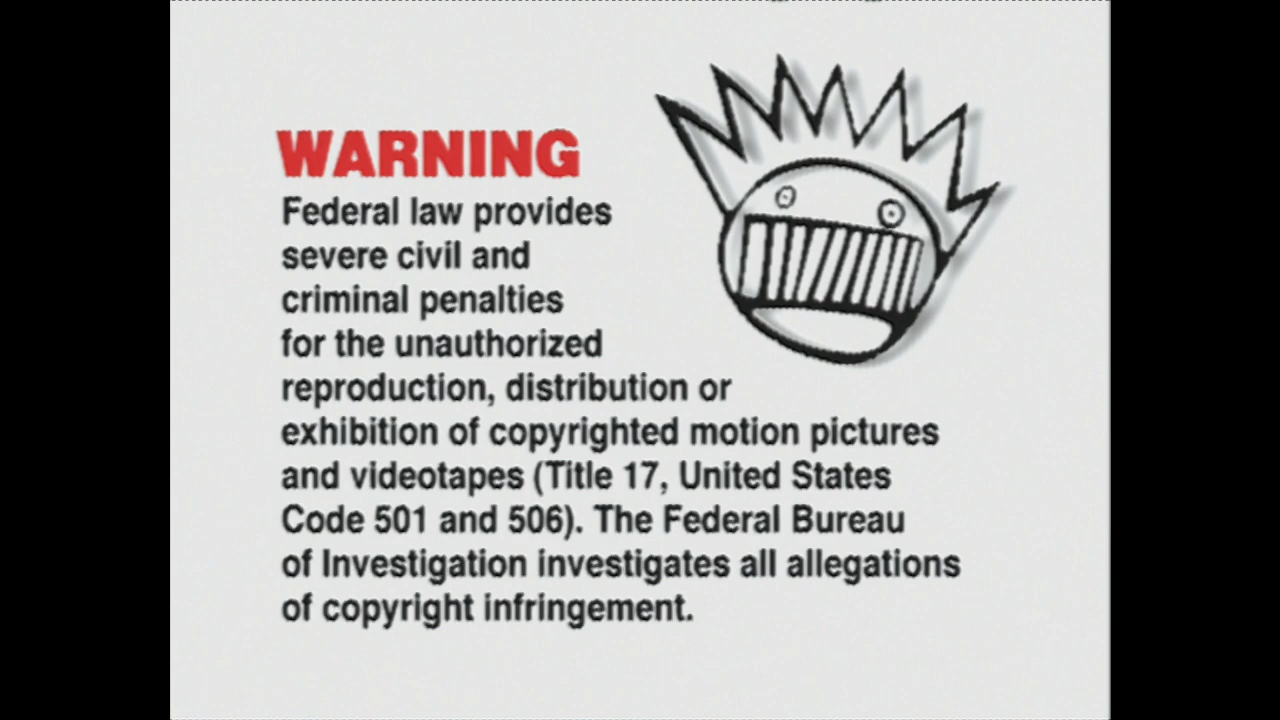 WARNING
Federal law provides
severe civil and
criminal penalties
for the unauthorized
reproduction, distribution or
exhibition of copyrighted motion pictures
and videotapes (Title 17, United States
Code 501 and 506). The Federal Bureau
of Investigation investigates all allegations
of copyright infringement.